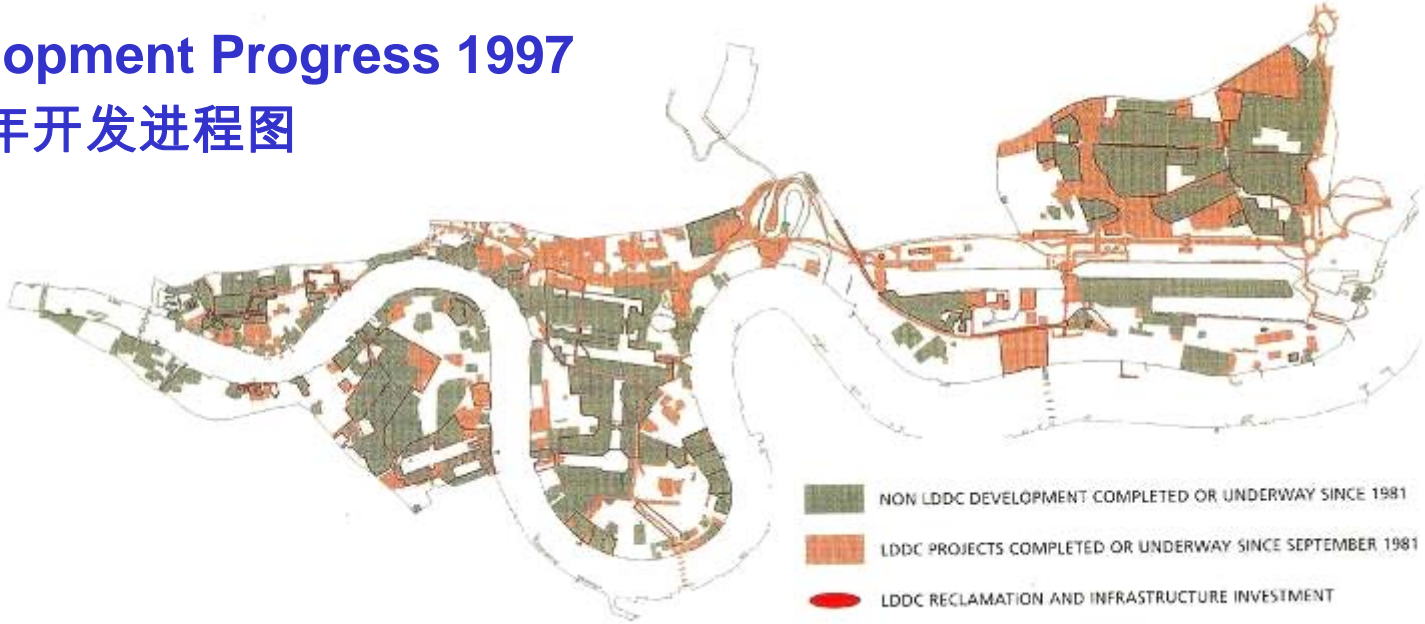 opment Progress 1997
年开发进程图
NON LDDC DEVELOPMENT COMPLETED OR UNDERWAY SINCE 1981
LDDC PROJECTS COMPLETED OR UNDERWAY SINCE SEPTEMBER 1981
LDDC RECLAMATION AND INFRASTRUCTURE INVESTMENT